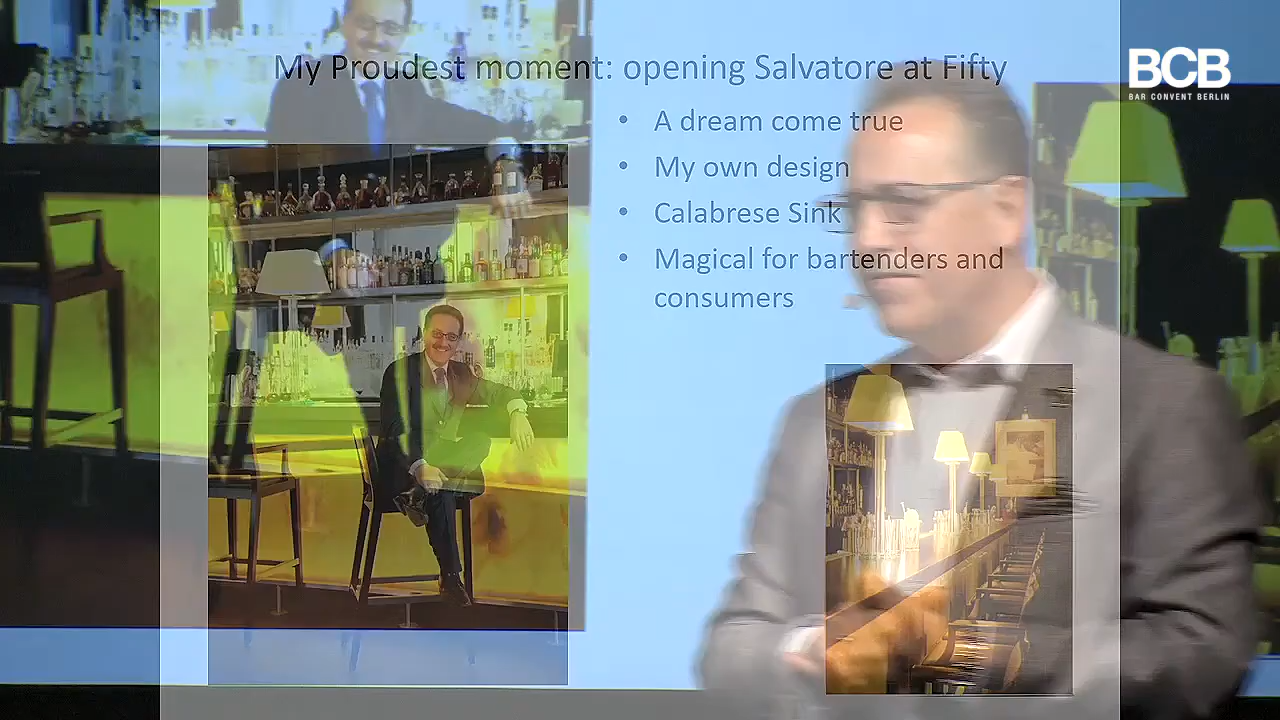 My Proudest moment: opening Salvatore at Fifty
• A dream come true
• My own design
• Calabrese Sink
• Magical for bartenders and
consumers
BCB
BAR CONVENT BERLIN